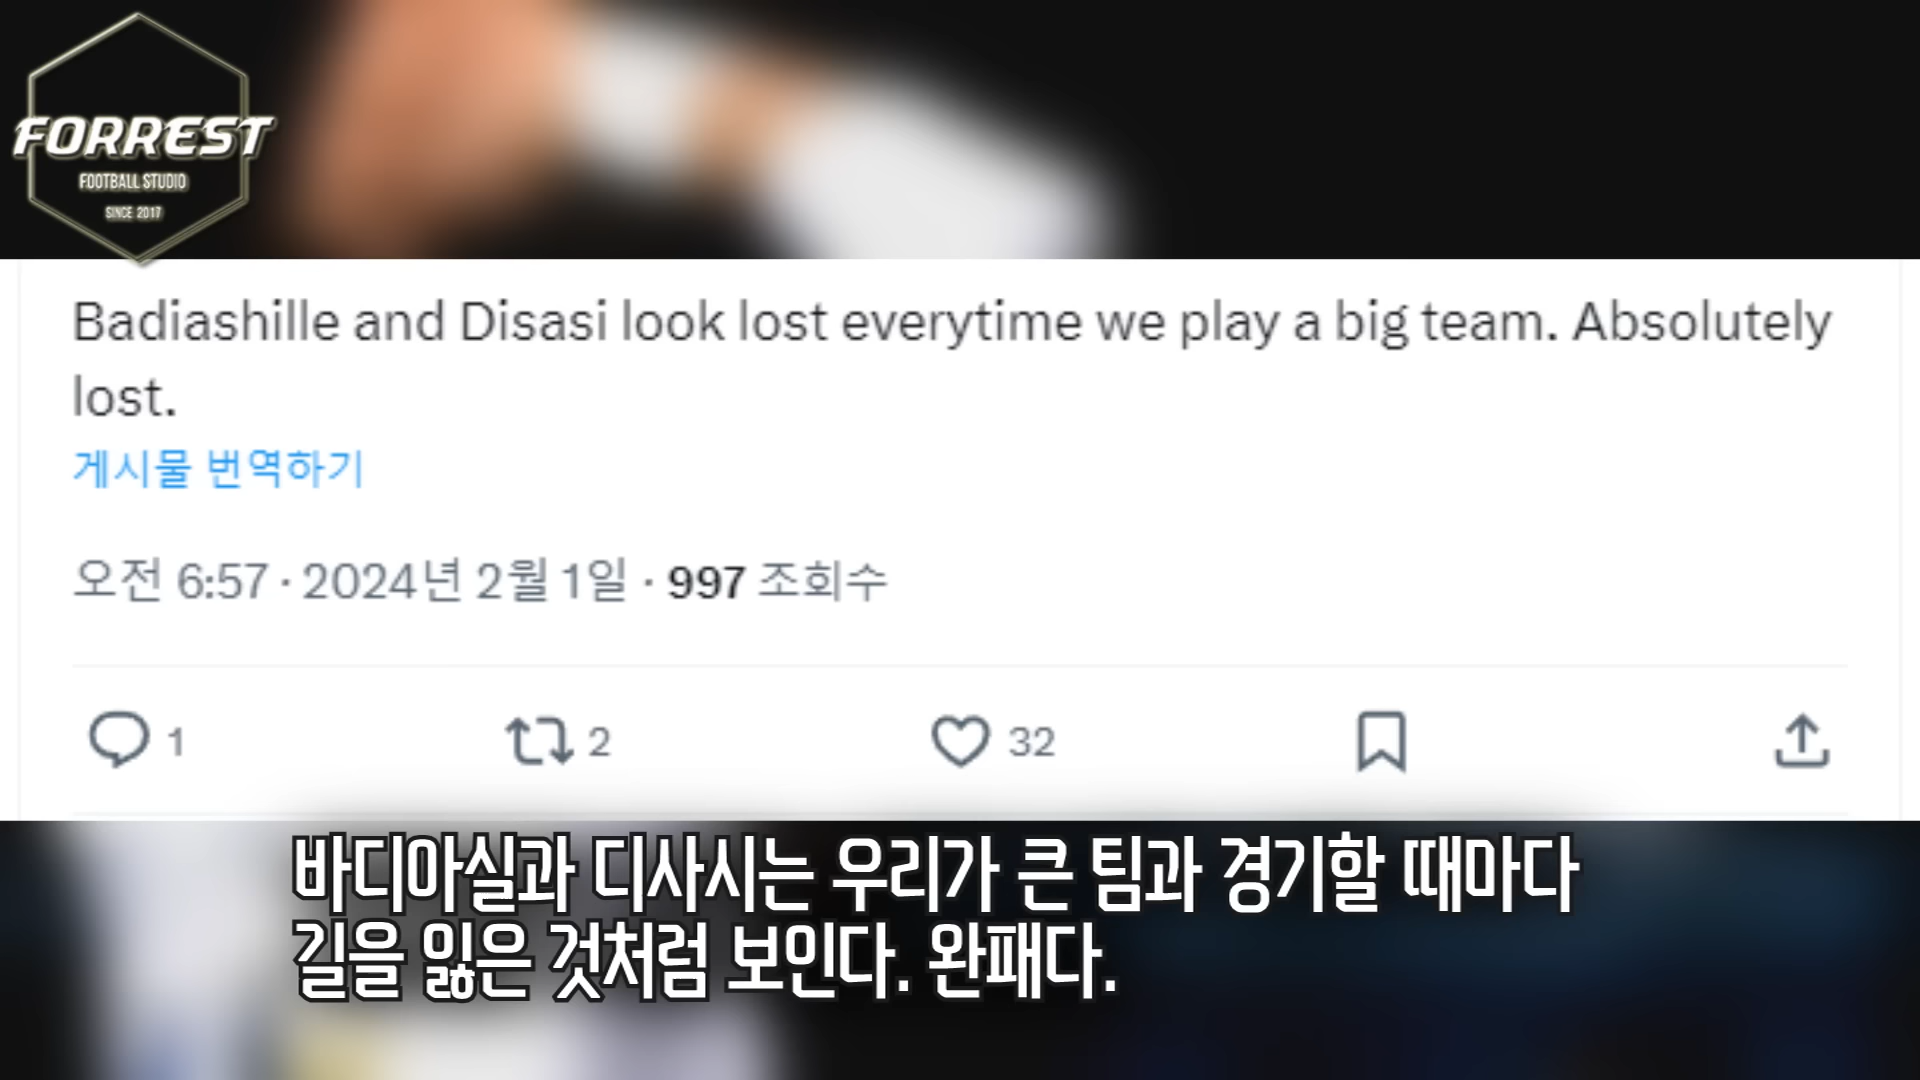 FORREST
FOOTBALL STUDIO
SINCE 2017
Badiashille and Disasi look lost everytime we play a big team. Absolutely
lost.
게시물 번역하기
오전 6:57 · 2024년 2월 1일 · 997 조회수
1 2 32
바디아실과 디사시는 우리가 큰 팀과 경기할 때마다
길을 잃은 것처럼 보인다. 완패다.